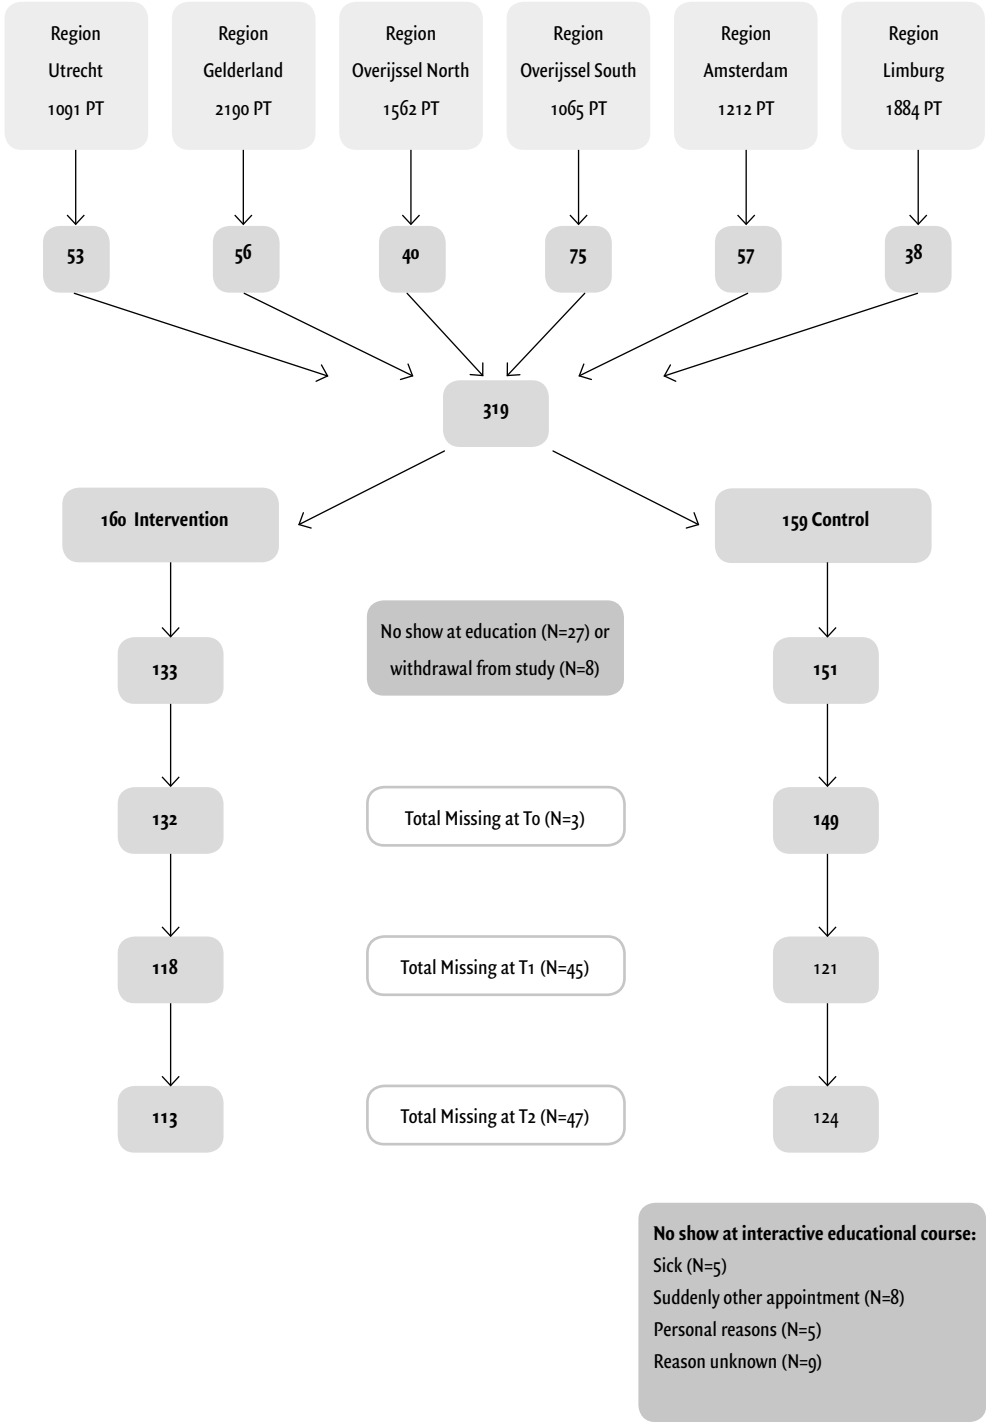 Region
Utrecht
1091 PT
Region
Gelderland
2190 PT
Region
Overijssel North
1562 PT
Region
Overijssel South
1065 PT
Region
Amsterdam
1212 PT
Region
Limburg
1884 PT
53
56
40
75
57
38
319
160 Intervention
159 Control
No show at education (N=27) or
withdrawal from study (N=8)
133
151
132
Total Missing at T0 (N=3)
149
118
Total Missing at T1 (N=45)
121
113
Total Missing at T2 (N=47)
124
No show at interactive educational course:
Sick (N=5)
Suddenly other appointment (N=8)
Personal reasons (N=5)
Reason unknown (N=9)